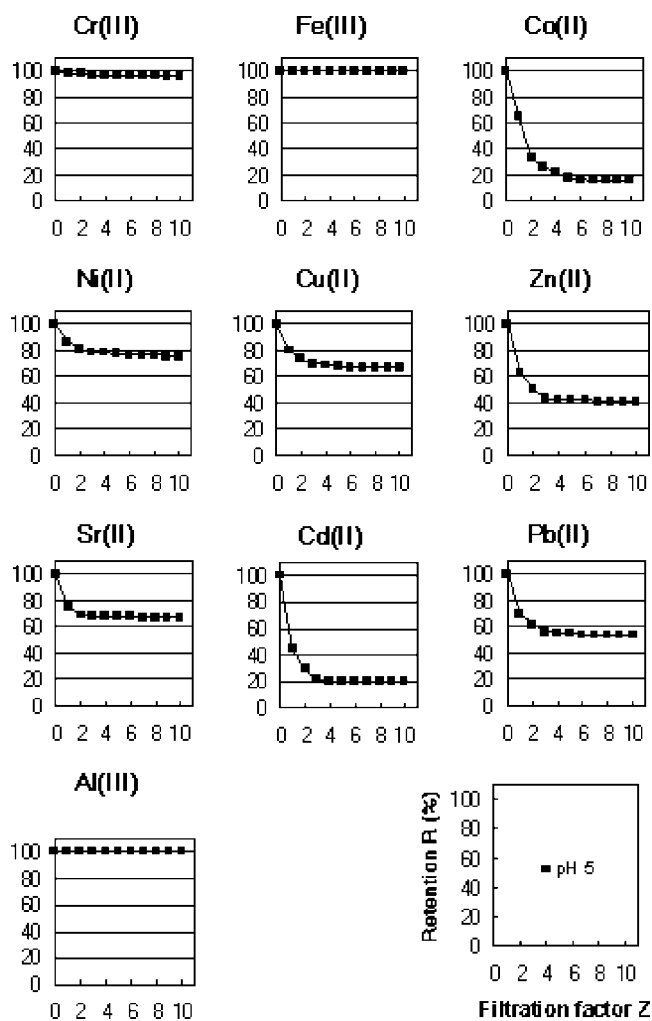 Cr(III) Fe(III) Co(II)
100 100 100
80 80 80
60 60 60
40 40 40
20 20 20
0 0 0
0 2 4 6 8 10 0 2 4 6 8 10 0 2 4 6 8 10
Ni(II) Cu(II) Zn(II)
100 100 100
80 80 80
60 60 60
40 40 40
20 20 20
0 0 0
0 2 4 6 8 10 0 2 4 6 8 10 0 2 4 6 8 10
Sr(II) Cd(II) Pb(II)
100 100 100
80 80 80
60 60 60
40 40 40
20 20 20
0 0 0
0 2 4 6 8 10 0 2 4 6 8 10 0 2 4 6 8 10
Al(III)
100
80
60
40
20
0
0 2 4 6 8 10
Retention R (%)
100
80
60
40
20
0
pH 5
0 2 4 6 8 10
Filtration factor Z